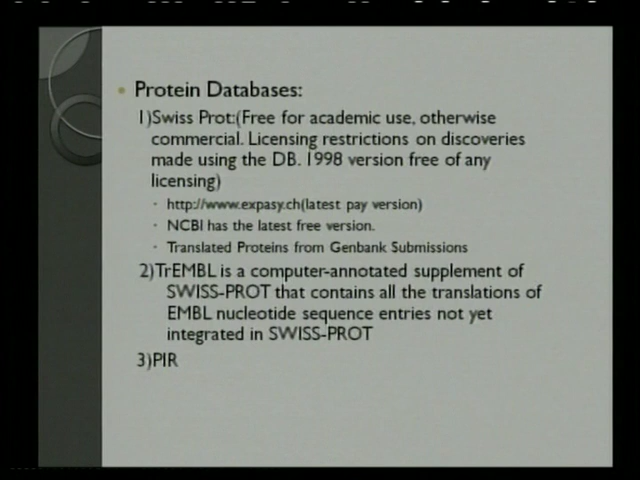 Protein Databases:
1)Swiss Prot:(Free for academic use, otherwise
commercial. Licensing restrictions on discoveries
made using the DB. 1998 version free of any
licensing)
http://www.expasy.ch(latest pay version)
NCBI has the latest free version.
Translated Proteins from Genbank Submissions
2)TrEMBL is a computer-annotated supplement of
SWISS-PROT that contains all the translations of
EMBL nucleotide sequence entries not yet
integrated in SWISS-PROT
3)PIR